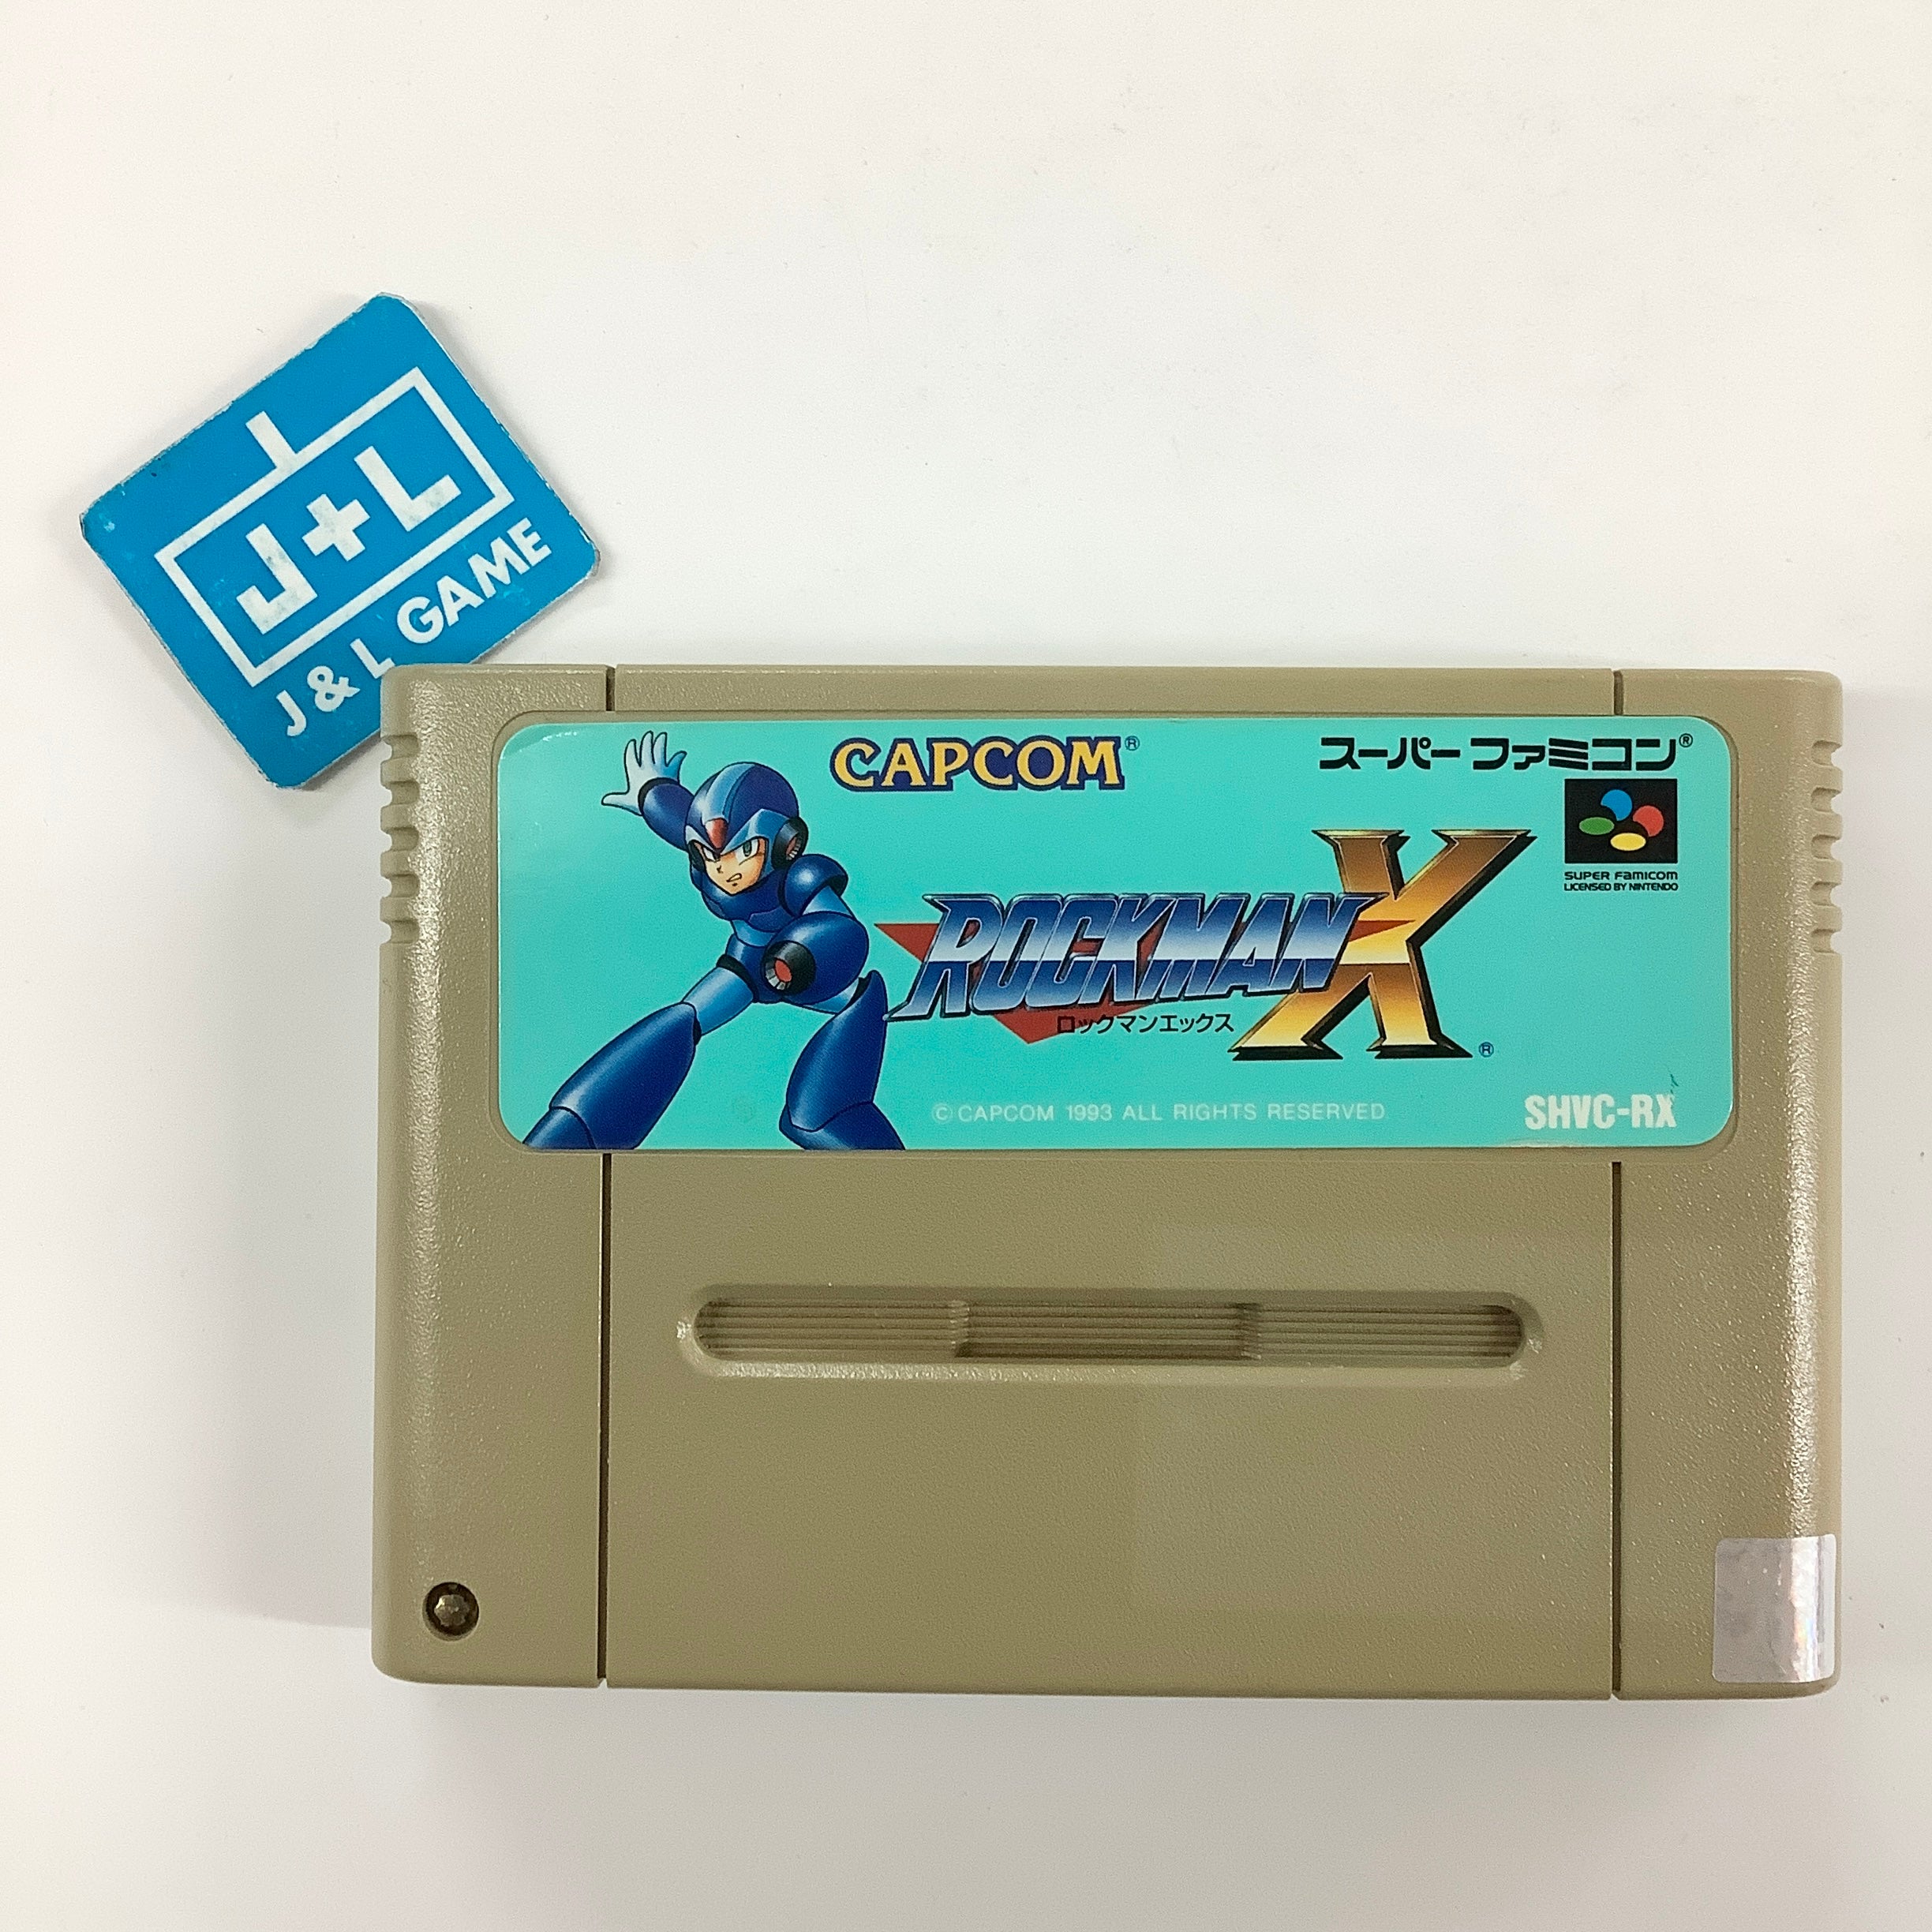 J+L
J & L GAME
CAPCOM®
スーパーファミコン®
SUPER FAMICOM
LICENSED BY NINTENDO
ROCKMAN X
ロックマンエックス
®
© CAPCOM 1993 ALL RIGHTS RESERVED
SHVC-RX